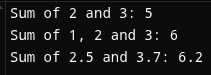 Sum of 2 and 3: 5
Sum of 1, 2 and 3: 6
Sum of 2.5 and 3.7: 6.2